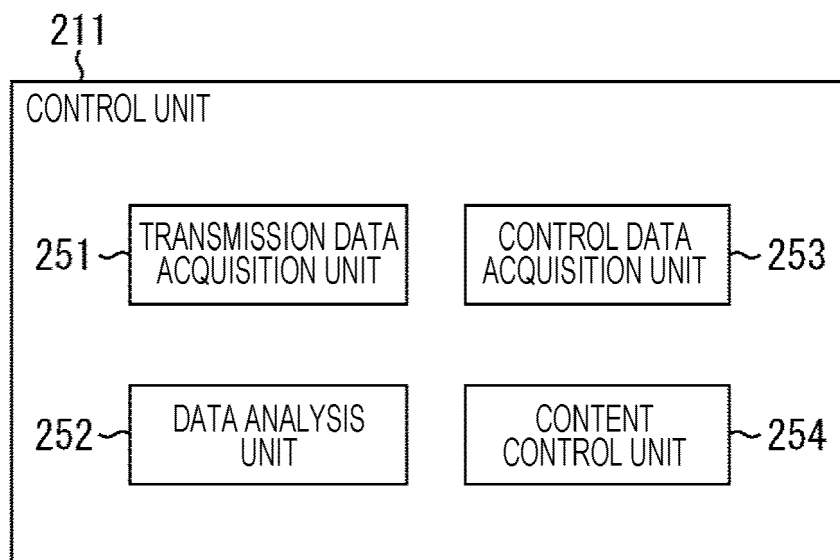 211
CONTROL UNIT
251
TRANSMISSION DATA
ACQUISITION UNIT
CONTROL DATA
ACQUISITION UNIT
253
252
DATA ANALYSIS
UNIT
CONTENT
CONTROL UNIT
254